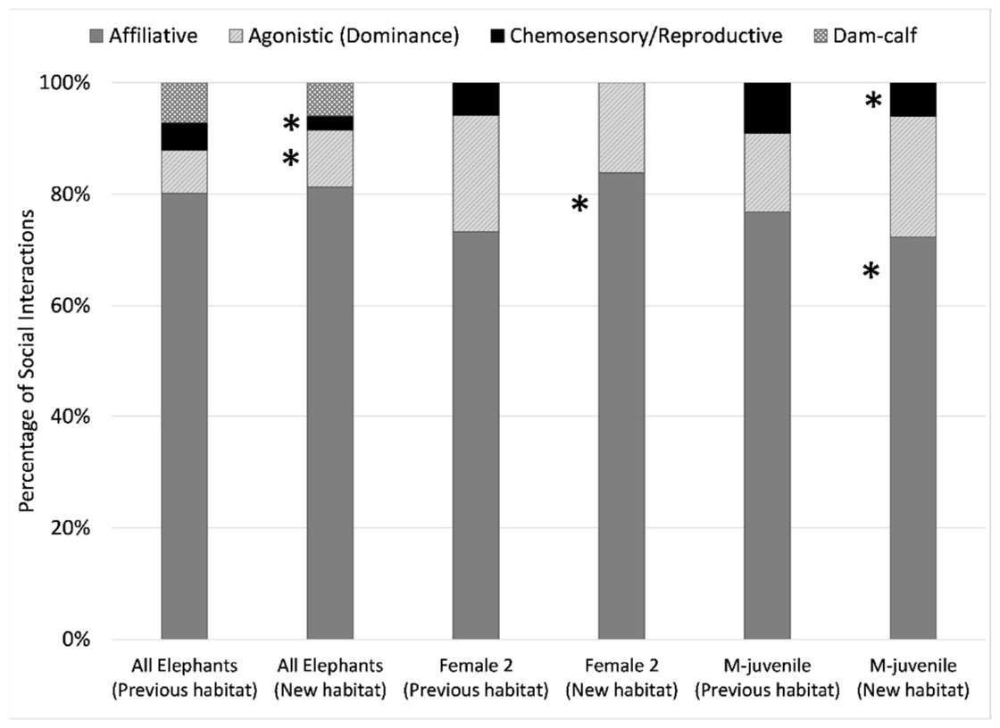 Affiliative Agonistic (Dominance) Chemosensory/Reproductive Dam-calf
100%
80%
60%
40%
20%
0%
Percentage of Social Interactions
*
*
*
*
*
All Elephants
(Previous habitat)
All Elephants
(New habitat)
Female 2
(Previous habitat)
Female 2
(New habitat)
M-juvenile
(Previous habitat)
M-juvenile
(New habitat)